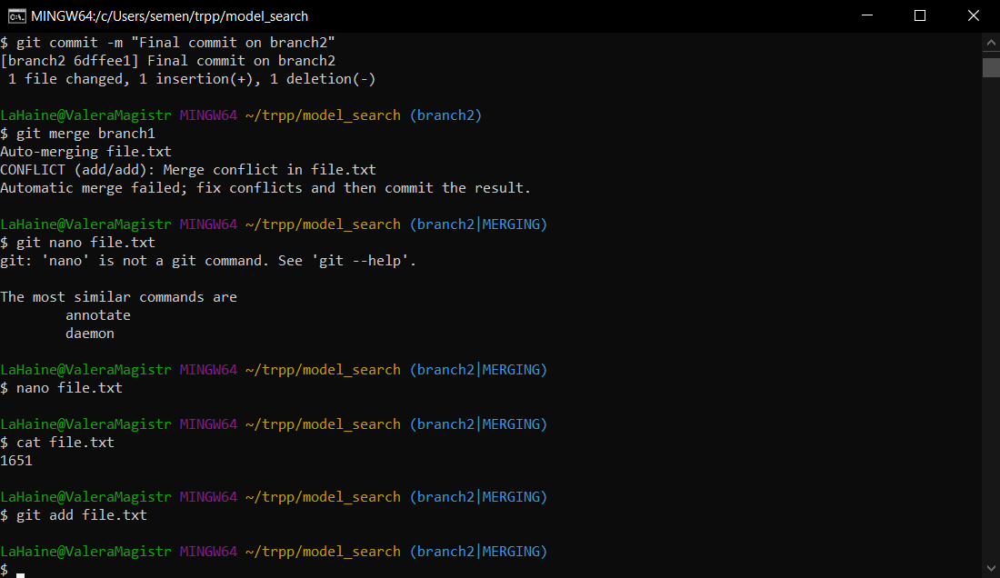 MINGW64:/c/Users/semen/trpp/model_search
$ git commit -m "Final commit on branch2"
[branch2 6dffee1] Final commit on branch2
 1 file changed, 1 insertion(+), 1 deletion(-)

LaHaine@ValeraMagistr MINGW64 ~/trpp/model_search (branch2)
$ git merge branch1
Auto-merging file.txt
CONFLICT (add/add): Merge conflict in file.txt
Automatic merge failed; fix conflicts and then commit the result.

LaHaine@ValeraMagistr MINGW64 ~/trpp/model_search (branch2|MERGING)
$ git nano file.txt
git: 'nano' is not a git command. See 'git --help'.

The most similar commands are
        annotate
        daemon

LaHaine@ValeraMagistr MINGW64 ~/trpp/model_search (branch2|MERGING)
$ nano file.txt

LaHaine@ValeraMagistr MINGW64 ~/trpp/model_search (branch2|MERGING)
$ cat file.txt
1651

LaHaine@ValeraMagistr MINGW64 ~/trpp/model_search (branch2|MERGING)
$ git add file.txt

LaHaine@ValeraMagistr MINGW64 ~/trpp/model_search (branch2|MERGING)
$